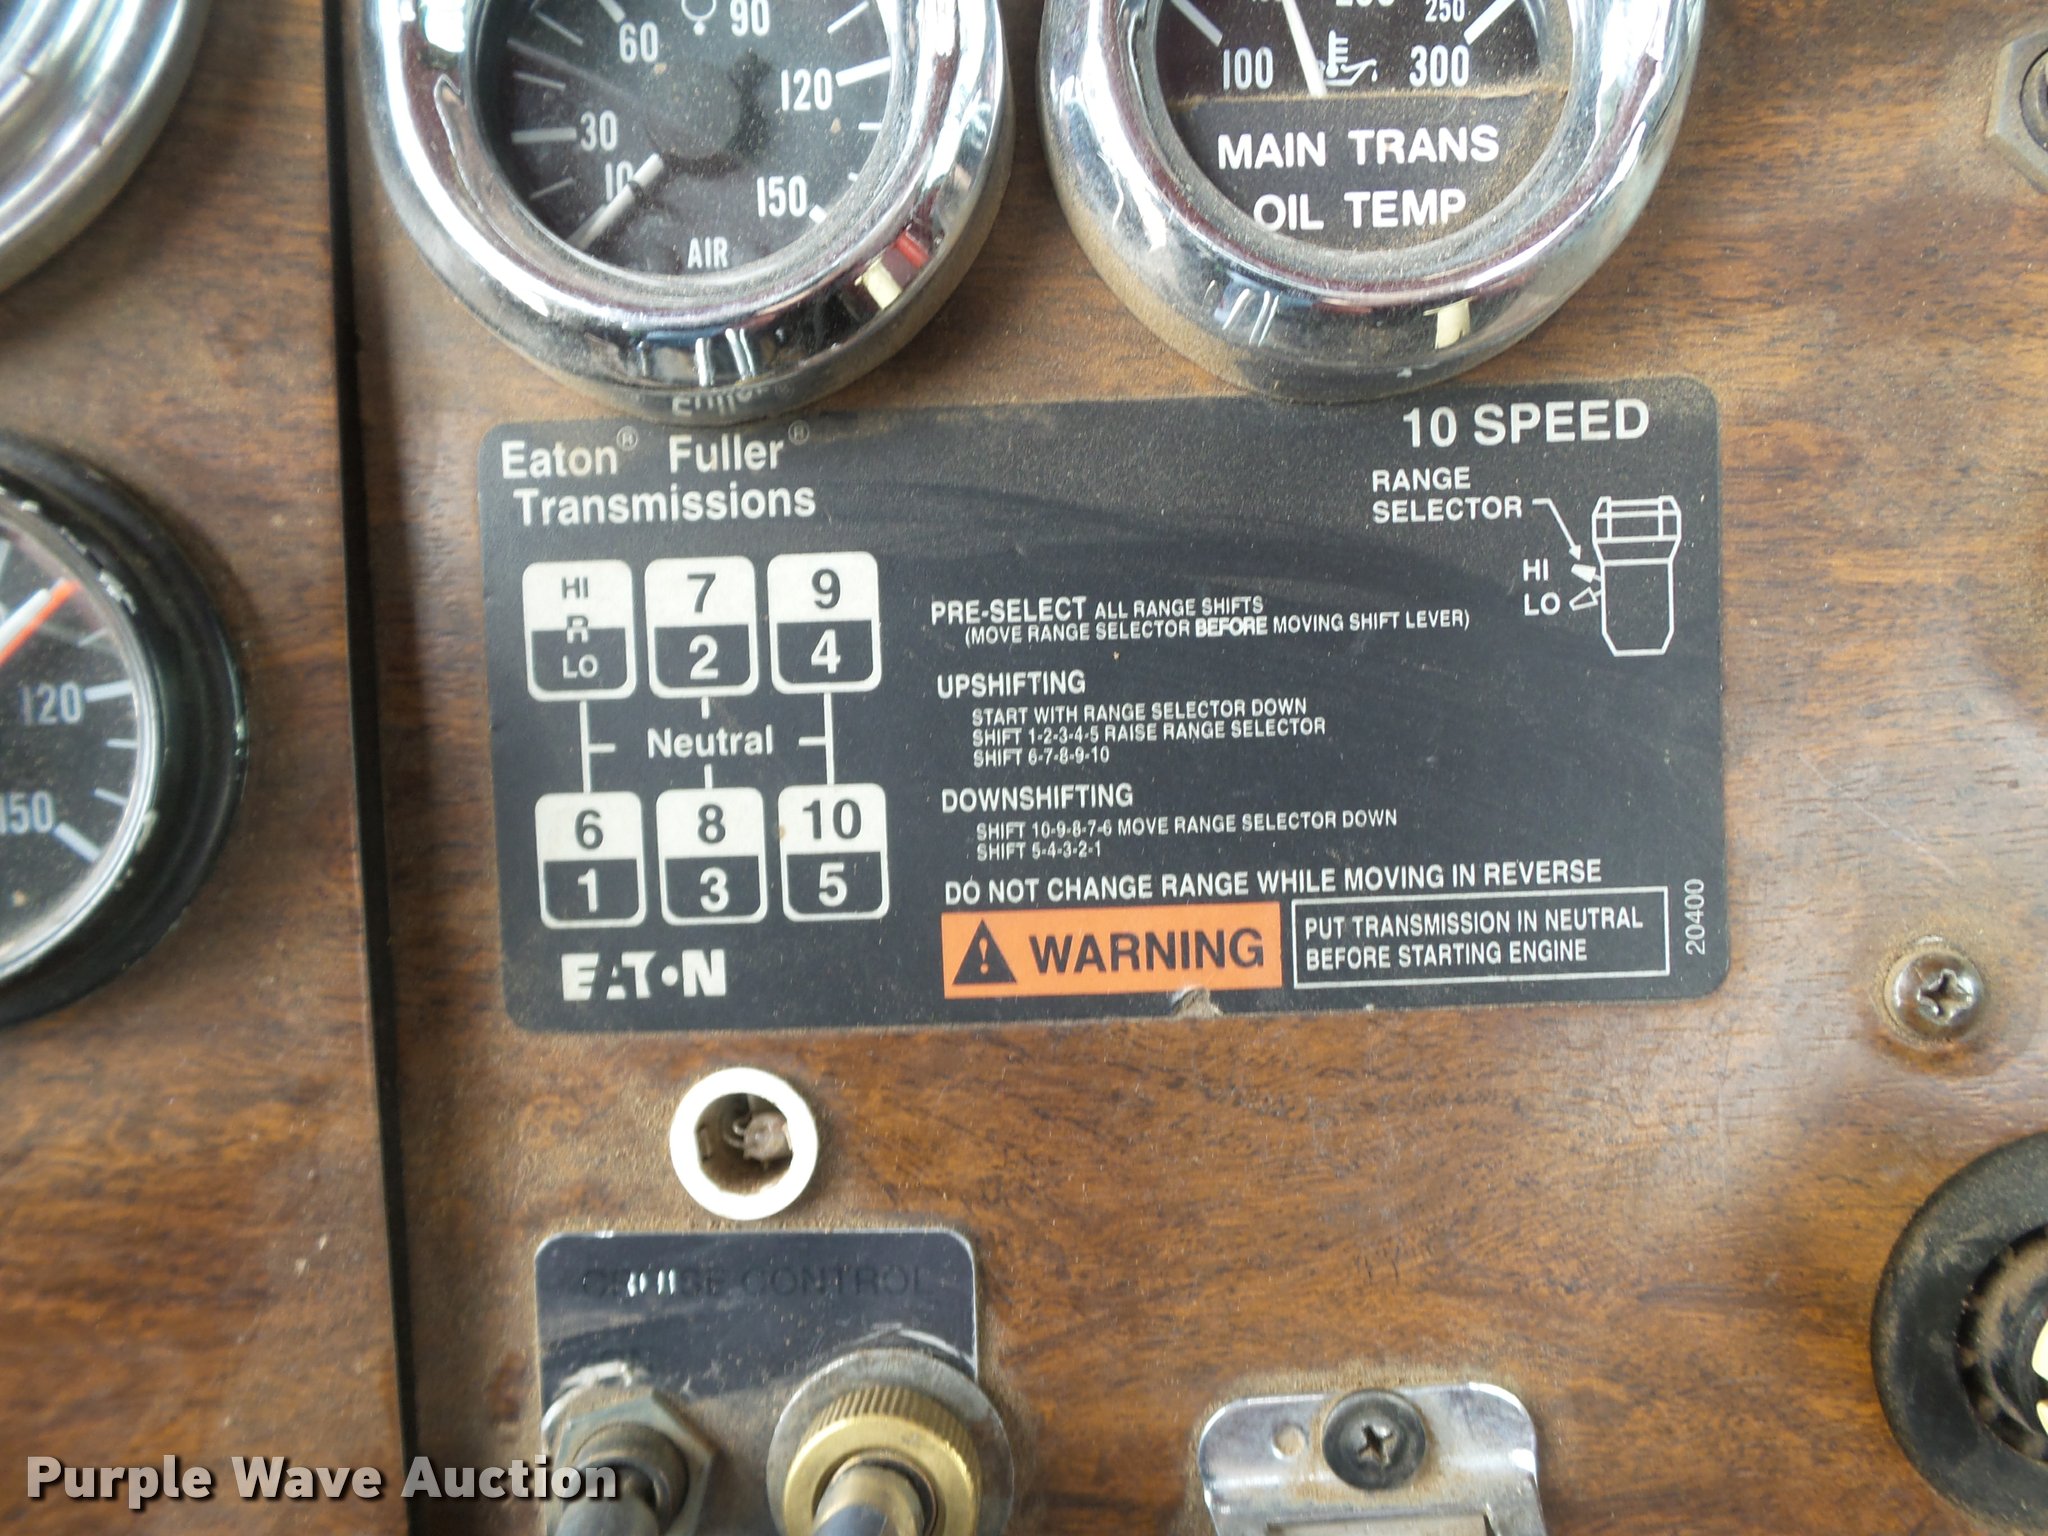 60 90
30 120
10 150
AIR
200 250
100 300
MAIN TRANS
OIL TEMP
120
150
Eaton® Fuller®
Transmissions
10 SPEED
RANGE
SELECTOR
HI
LO
HI 7 9
R
LO 2 4
Neutral
6 8 10
1 3 5
PRE-SELECT ALL RANGE SHIFTS
(MOVE RANGE SELECTOR BEFORE MOVING SHIFT LEVER)
UPSHIFTING
START WITH RANGE SELECTOR DOWN
SHIFT 1-2-3-4-5 RAISE RANGE SELECTOR
SHIFT 6-7-8-9-10
DOWNSHIFTING
SHIFT 10-9-8-7-6 MOVE RANGE SELECTOR DOWN
SHIFT 5-4-3-2-1
DO NOT CHANGE RANGE WHILE MOVING IN REVERSE
WARNING
PUT TRANSMISSION IN NEUTRAL
BEFORE STARTING ENGINE
20400
EATON
CRUISE CONTROL
Purple Wave Auction